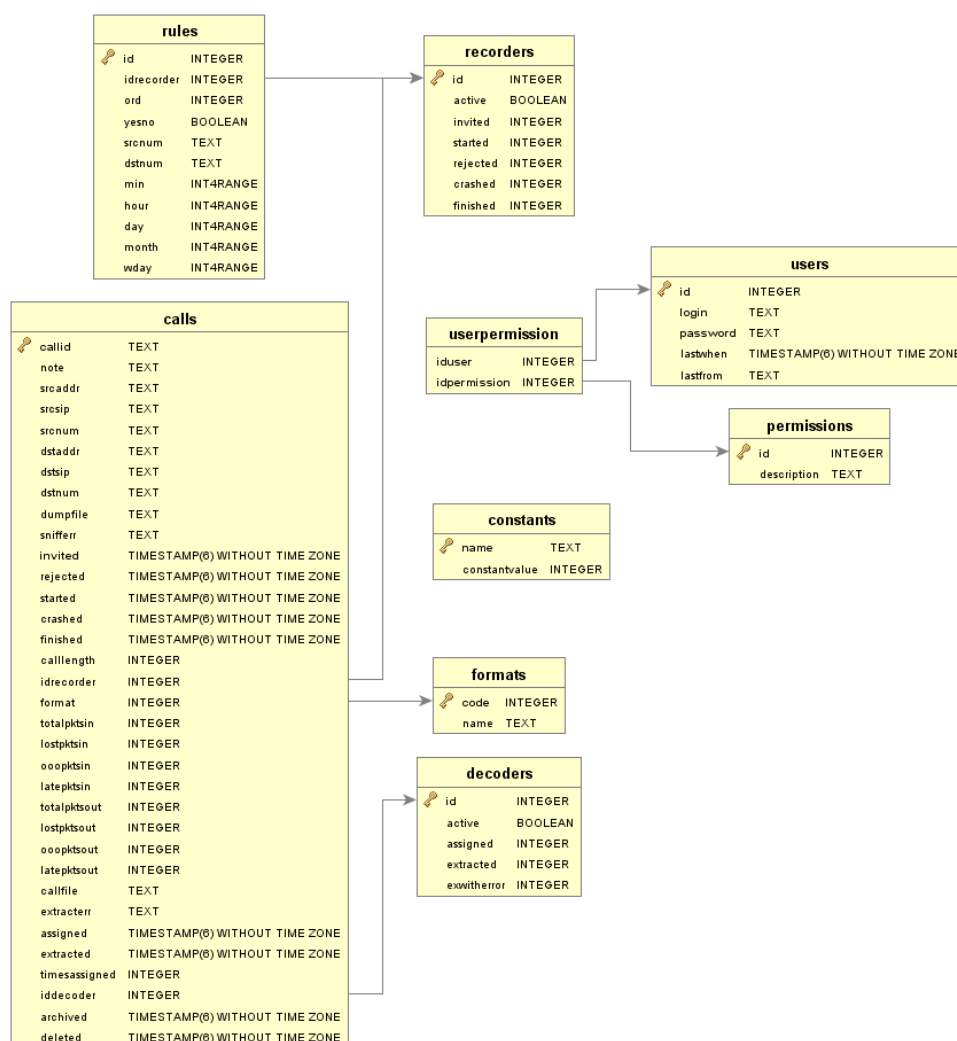 rules
id INTEGER
idrecorder INTEGER
ord INTEGER
yesno BOOLEAN
srcnum TEXT
dstnum TEXT
min INT4RANGE
hour INT4RANGE
day INT4RANGE
month INT4RANGE
wday INT4RANGE
recorders
id INTEGER
active BOOLEAN
invited INTEGER
started INTEGER
rejected INTEGER
crashed INTEGER
finished INTEGER
users
id INTEGER
login TEXT
password TEXT
lastwhen TIMESTAMP(6) WITHOUT TIME ZONE
lastfrom TEXT
userpermission
iduser INTEGER
idpermission INTEGER
permissions
id INTEGER
description TEXT
calls
callid TEXT
note TEXT
srcaddr TEXT
srcsip TEXT
srcnum TEXT
dstaddr TEXT
dstsip TEXT
dstnum TEXT
dumpfile TEXT
snifferr TEXT
invited TIMESTAMP(6) WITHOUT TIME ZONE
rejected TIMESTAMP(6) WITHOUT TIME ZONE
started TIMESTAMP(6) WITHOUT TIME ZONE
crashed TIMESTAMP(6) WITHOUT TIME ZONE
finished TIMESTAMP(6) WITHOUT TIME ZONE
calllength INTEGER
idrecorder INTEGER
format INTEGER
totalpktsin INTEGER
lostpktsin INTEGER
ooopktsin INTEGER
latepktsin INTEGER
totalpktsout INTEGER
lostpktsout INTEGER
ooopktsout INTEGER
latepktsout INTEGER
callfile TEXT
extracterr TEXT
assigned TIMESTAMP(6) WITHOUT TIME ZONE
extracted TIMESTAMP(6) WITHOUT TIME ZONE
timesassigned INTEGER
iddecoder INTEGER
archived TIMESTAMP(6) WITHOUT TIME ZONE
deleted TIMESTAMP(6) WITHOUT TIME ZONE
constants
name TEXT
constantvalue INTEGER
formats
code INTEGER
name TEXT
decoders
id INTEGER
active BOOLEAN
assigned INTEGER
extracted INTEGER
exwitherror INTEGER